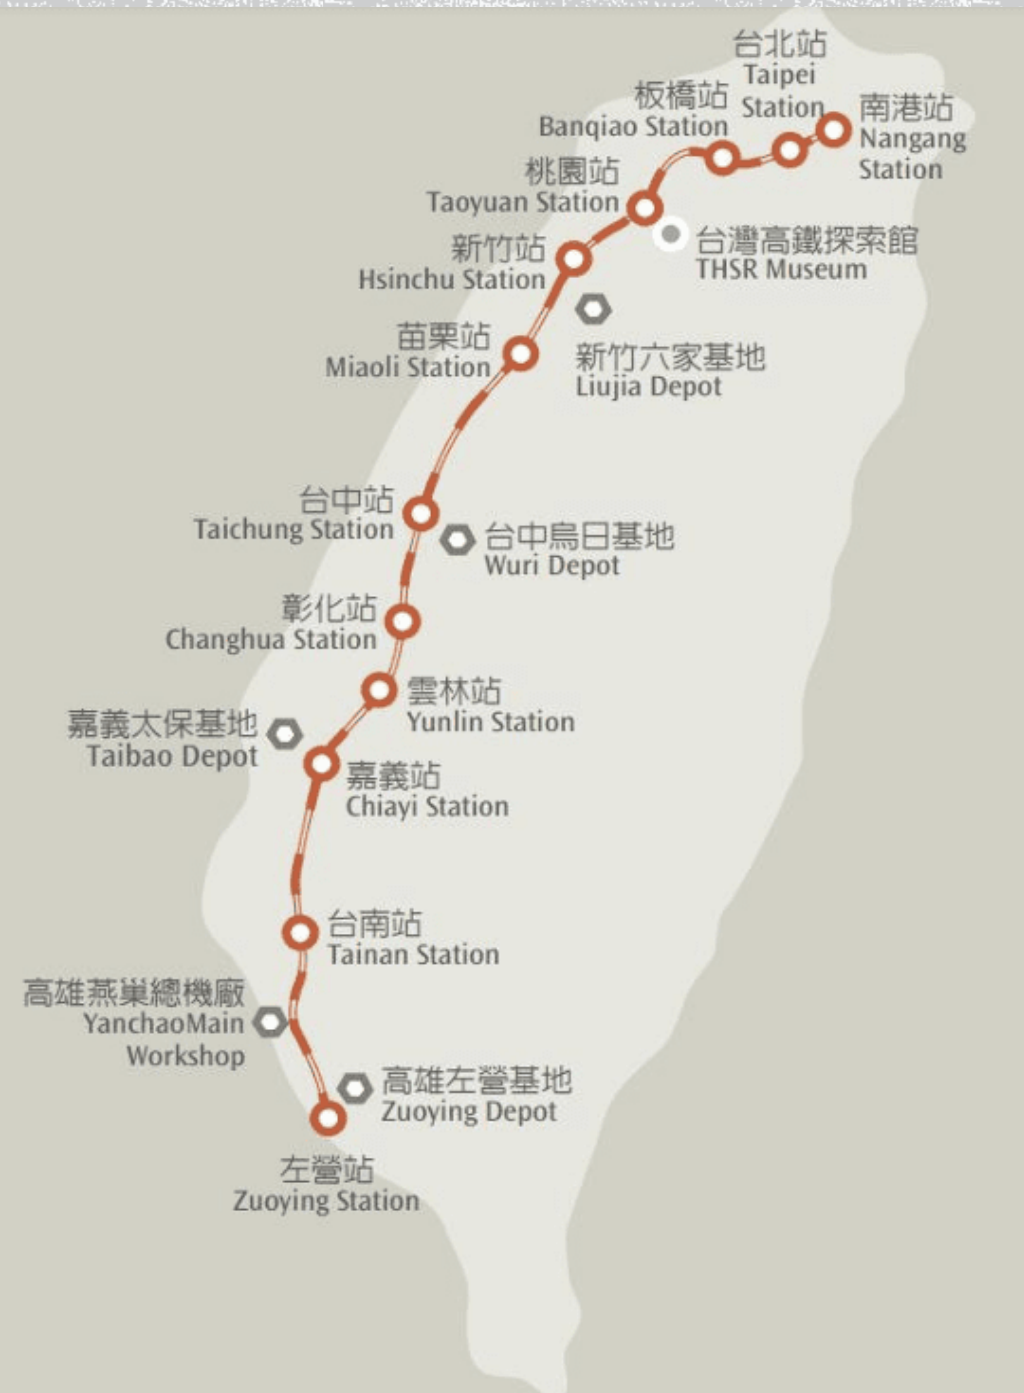 台北站
Taipei
Station
板橋站
Banqiao Station
南港站
Nangang
Station
桃園站
Taoyuan Station
台灣高鐵探索館
THSR Museum
新竹站
Hsinchu Station
苗栗站
Miaoli Station
新竹六家基地
Liujia Depot
台中站
Taichung Station
台中烏日基地
Wuri Depot
彰化站
Changhua Station
雲林站
Yunlin Station
嘉義太保基地
Taibao Depot
嘉義站
Chiayi Station
台南站
Tainan Station
高雄燕巢總機廠
YanchaoMain
Workshop
高雄左營基地
Zuoying Depot
左營站
Zuoying Station